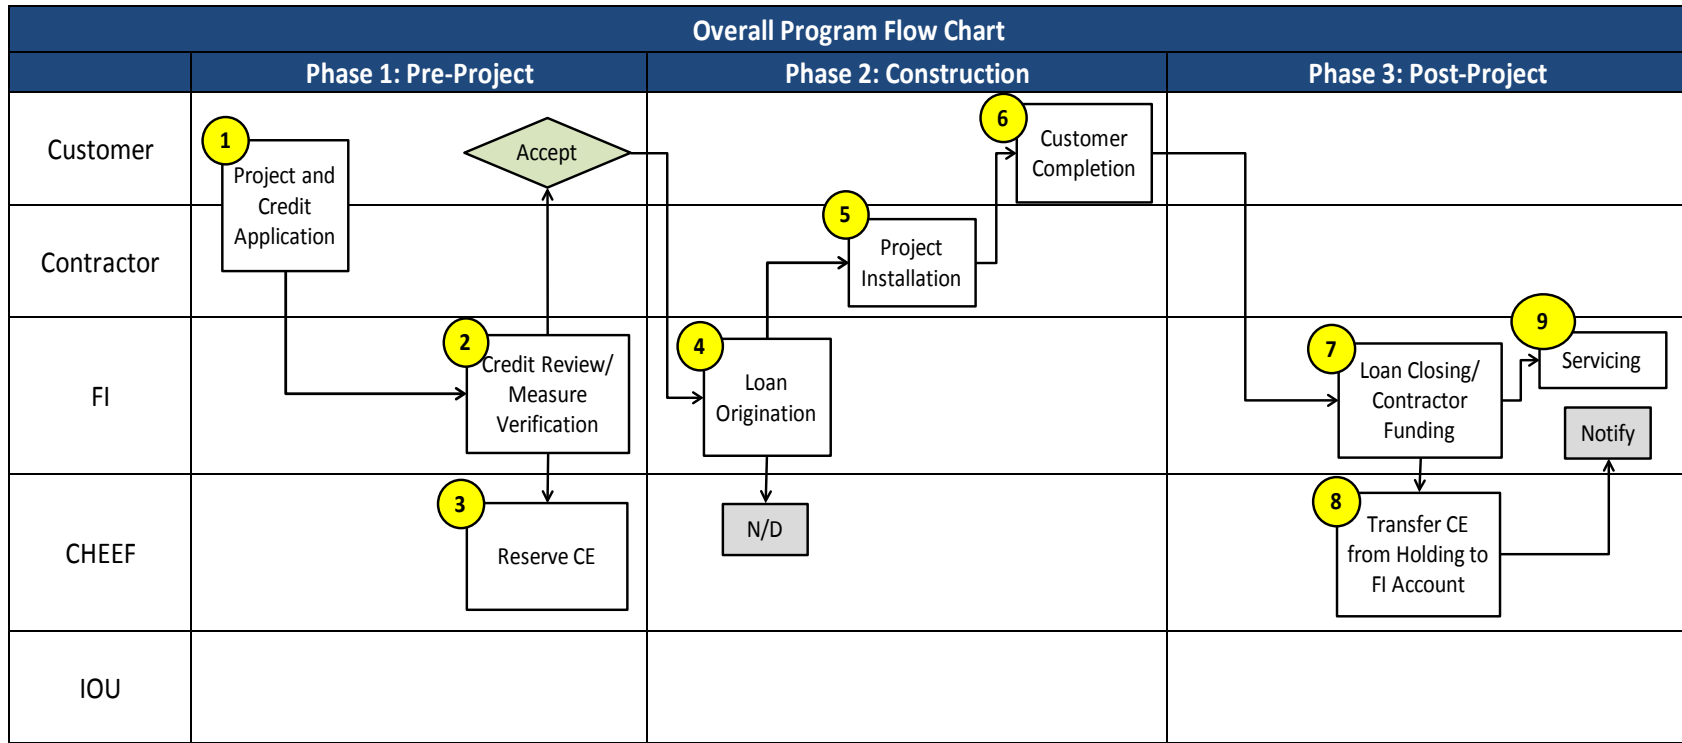 Overall Program Flow Chart
Phase 1: Pre-Project
Phase 2: Construction
Phase 3: Post-Project
Customer
1
Project and
Credit
Application
Accept
6
Customer
Completion
Contractor
5
Project
Installation
FI
2
Credit Review/
Measure
Verification
4
Loan
Origination
7
Loan Closing/
Contractor
Funding
9
Servicing
Notify
CHEEF
3
Reserve CE
N/D
8
Transfer CE
from Holding to
FI Account
IOU